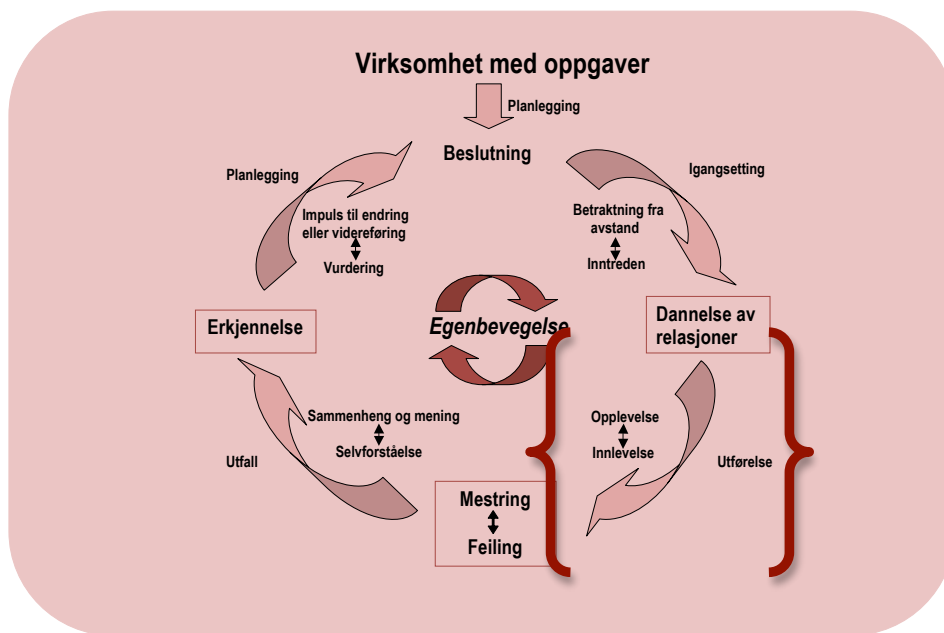 Virksomhet med oppgaver
Planlegging
Beslutning
Planlegging
Igangsetting
Impuls til endring
eller videreføring
Vurdering
Betraktning fra
avstand
Inntreden
Erkjennelse
Egenbevegelse
Dannelse av
relasjoner
Sammenheng og mening
Selvforståelse
Opplevelse
Innlevelse
Utfall
Utførelse
Mestring
Feiling